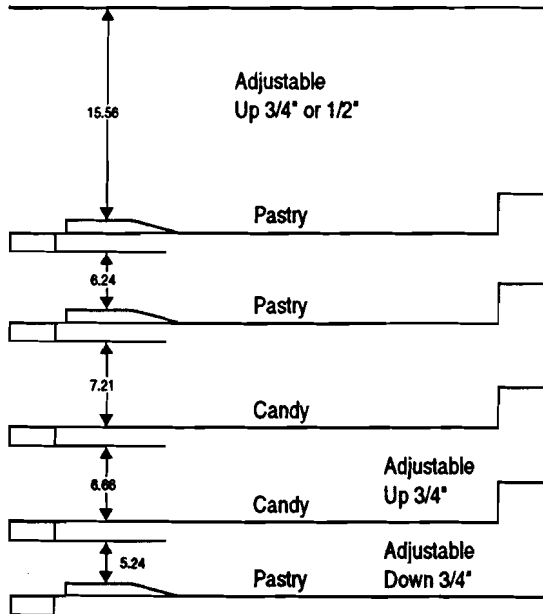 15.56
Adjustable
Up 3/4" or 1/2"
Pastry
6.24
Pastry
7.21
Candy
6.66
Adjustable
Up 3/4"
Candy
5.24
Adjustable
Down 3/4"
Pastry